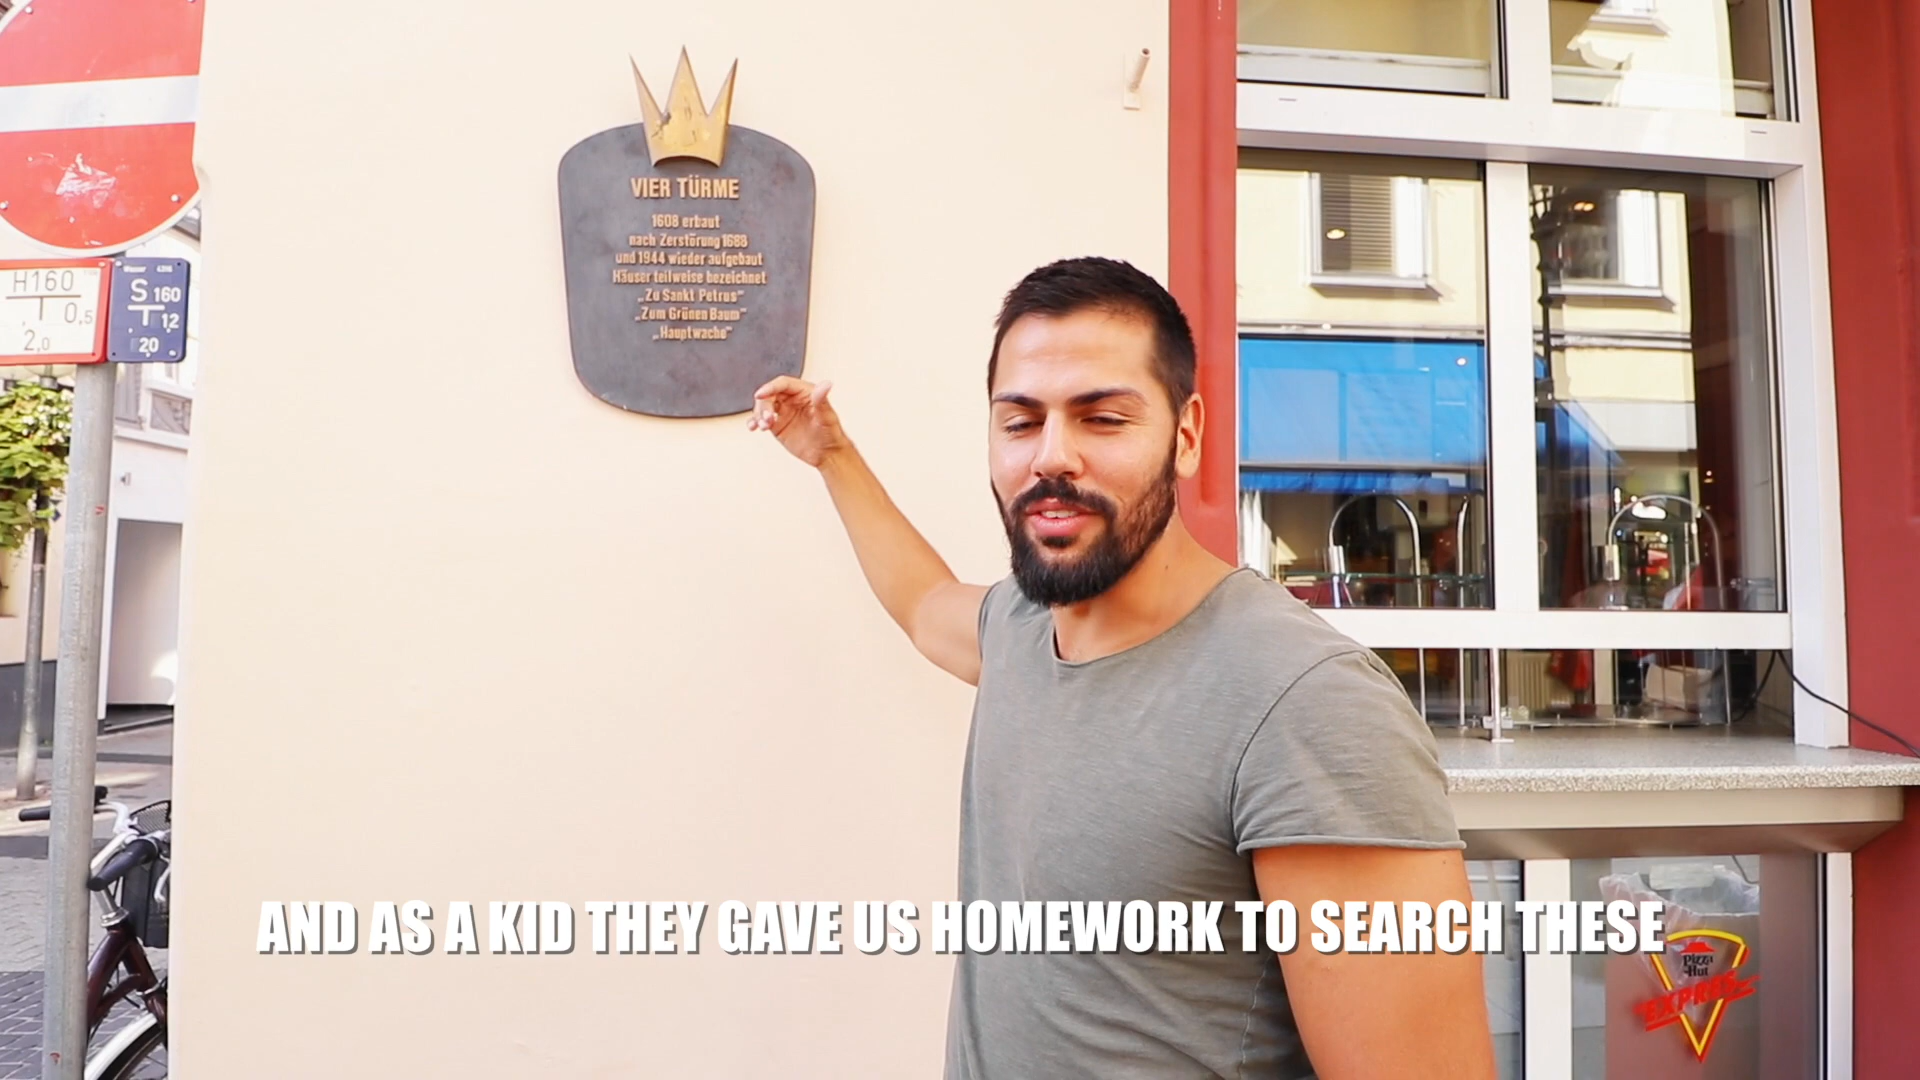 VIER TÜRME
1608 erbaut
nach Zerstörung 1688
und 1944 wieder aufgebaut
Häuser teilweise bezeichnet
„Zu Sankt Petrus"
„Zum Grünen Baum"
„Hauptwache"
H160
0,5
2,0
Wasser
S 160
12
20
AND AS A KID THEY GAVE US HOMEWORK TO SEARCH THESE
Pizza
Hut
EXPRESS